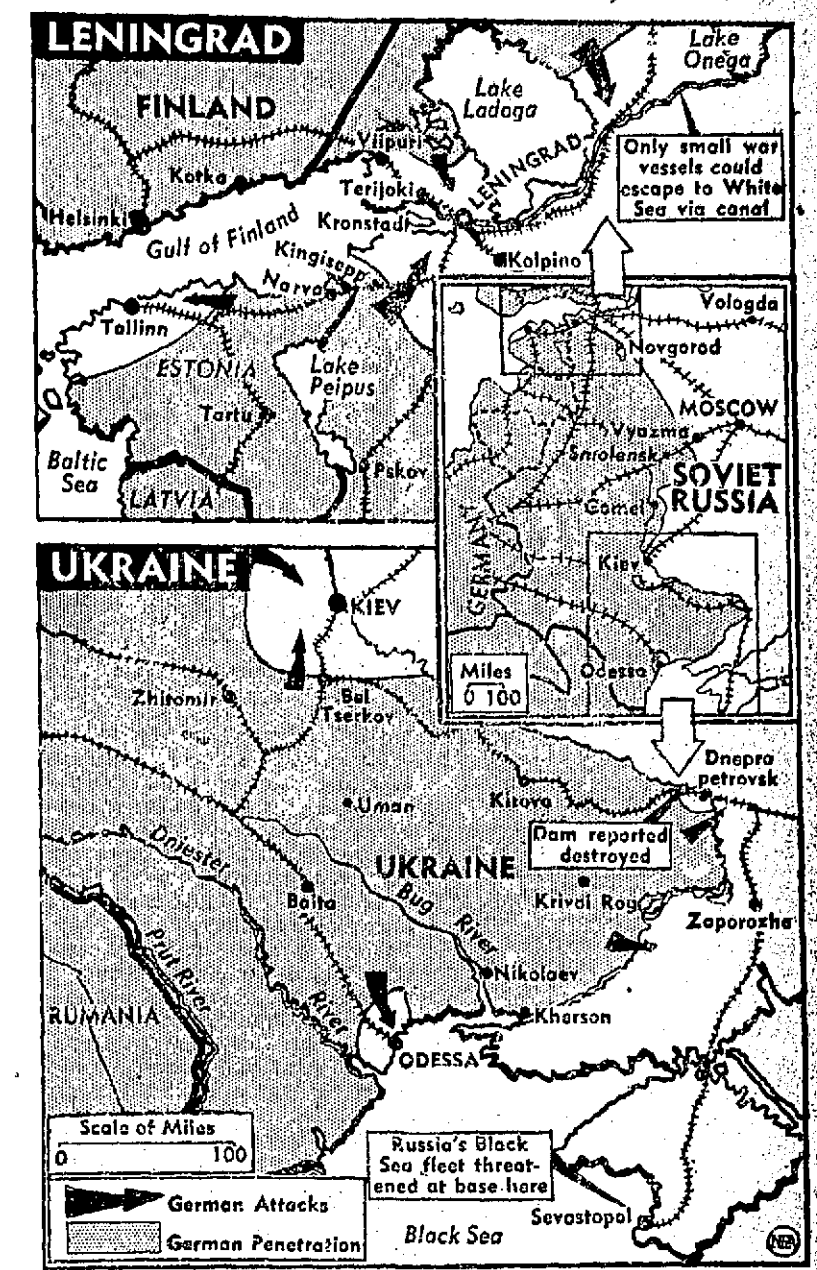 LENINGRAD
Lake
Onega
Lake
Ladoga
FINLAND
Viipuri
Only small war
vessels could
escape to White
Sea via canal
Kotka
Terijoki
LENINGRAD
Helsinki
Gulf of Finland
Kronstadt
Kolpino
Kingisepp
Narva
Tallinn
ESTONIA
Lake
Peipus
Tartu
Baltic
Sea
Pskov
LATVIA
Vologda
Novgorod
MOSCOW
Vyazma
Smolensk
SOVIET
RUSSIA
Gomel
GERMANY
Kiev
Odessa
Miles
0 100
UKRAINE
KIEV
Zhitomir
Bel
Tserkov
Dnepro
petrovsk
Uman
Kirovo
Dam reported
destroyed
Dniester
River
UKRAINE
Balta
Bug
River
Krivoi Rog
Zaporozhe
Prut River
Nikolaev
RUMANIA
Kherson
ODESSA
Scale of Miles
0 100
Russia's Black
Sea fleet threat-
ened at base here
German Attacks
German Penetration
Black Sea
Sevastopol
NEA